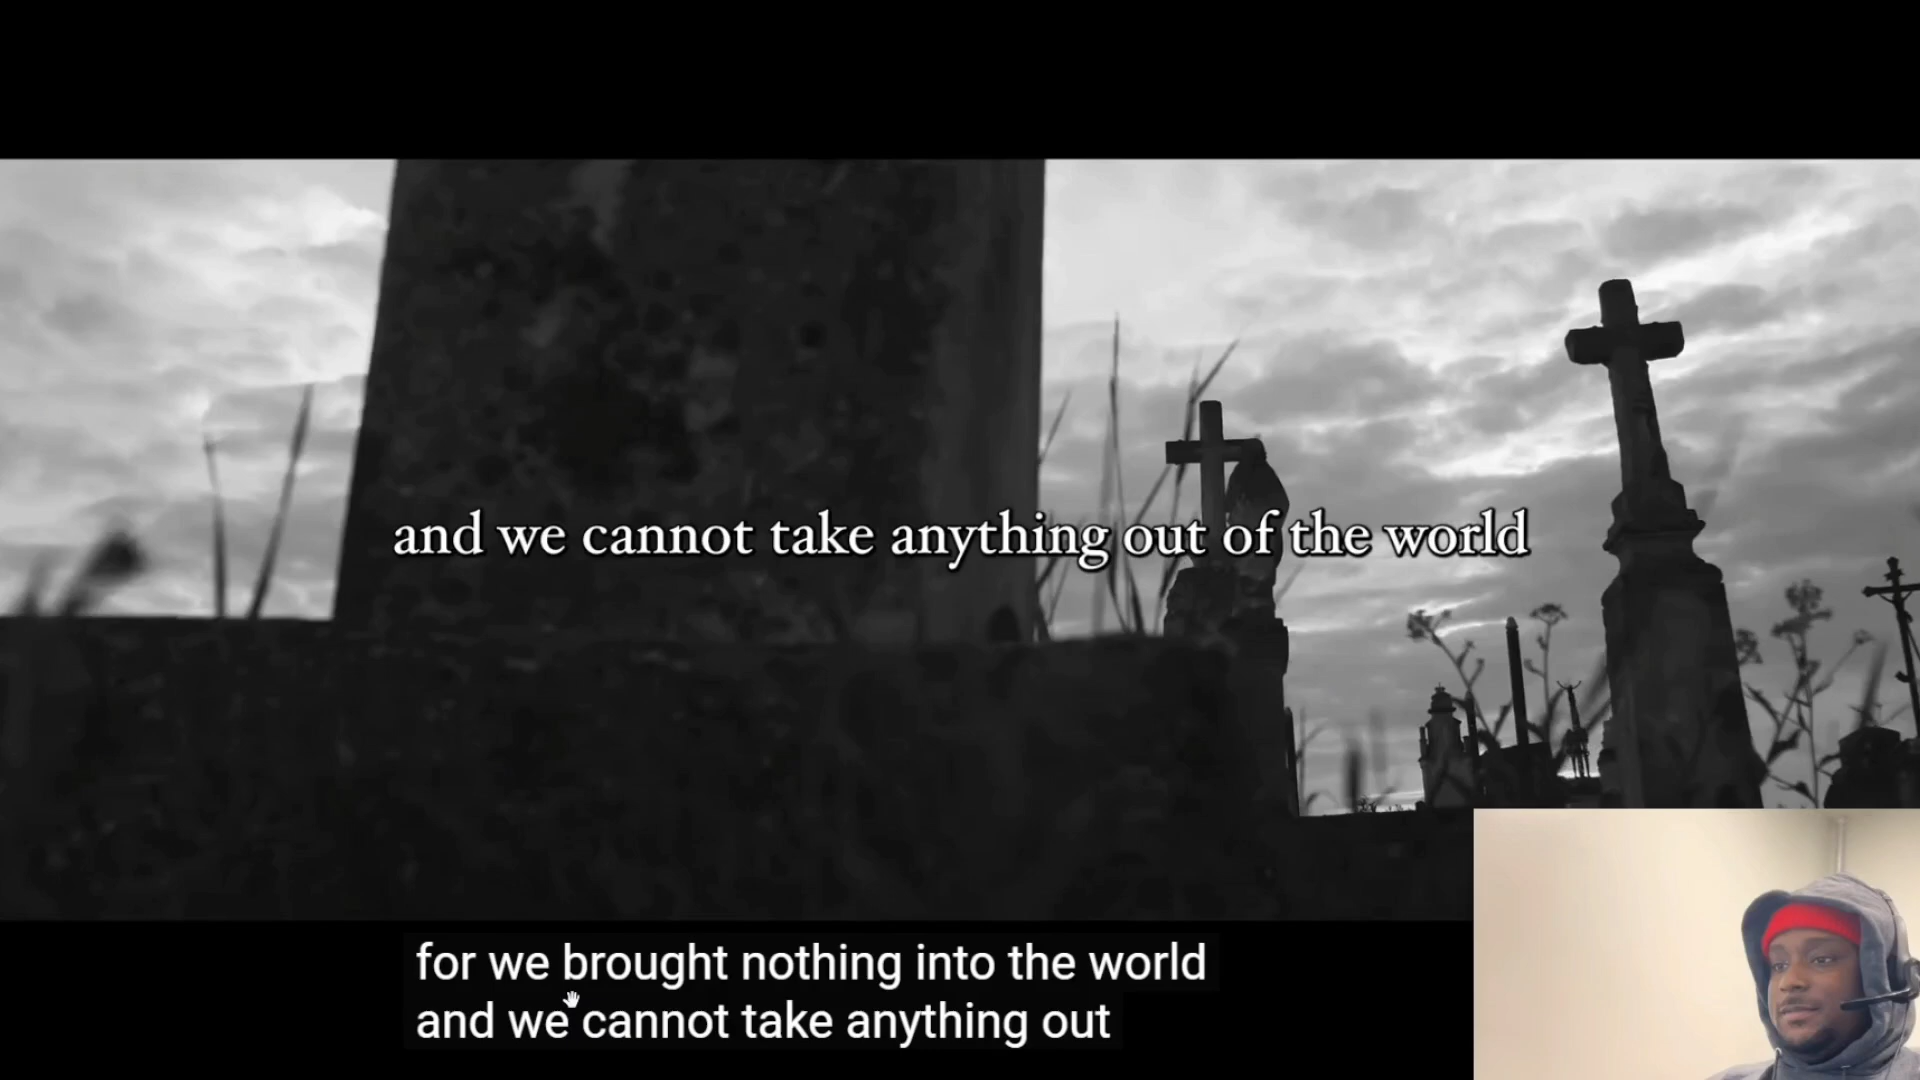 and we cannot take anything out of the world
for we brought nothing into the world
and we cannot take anything out